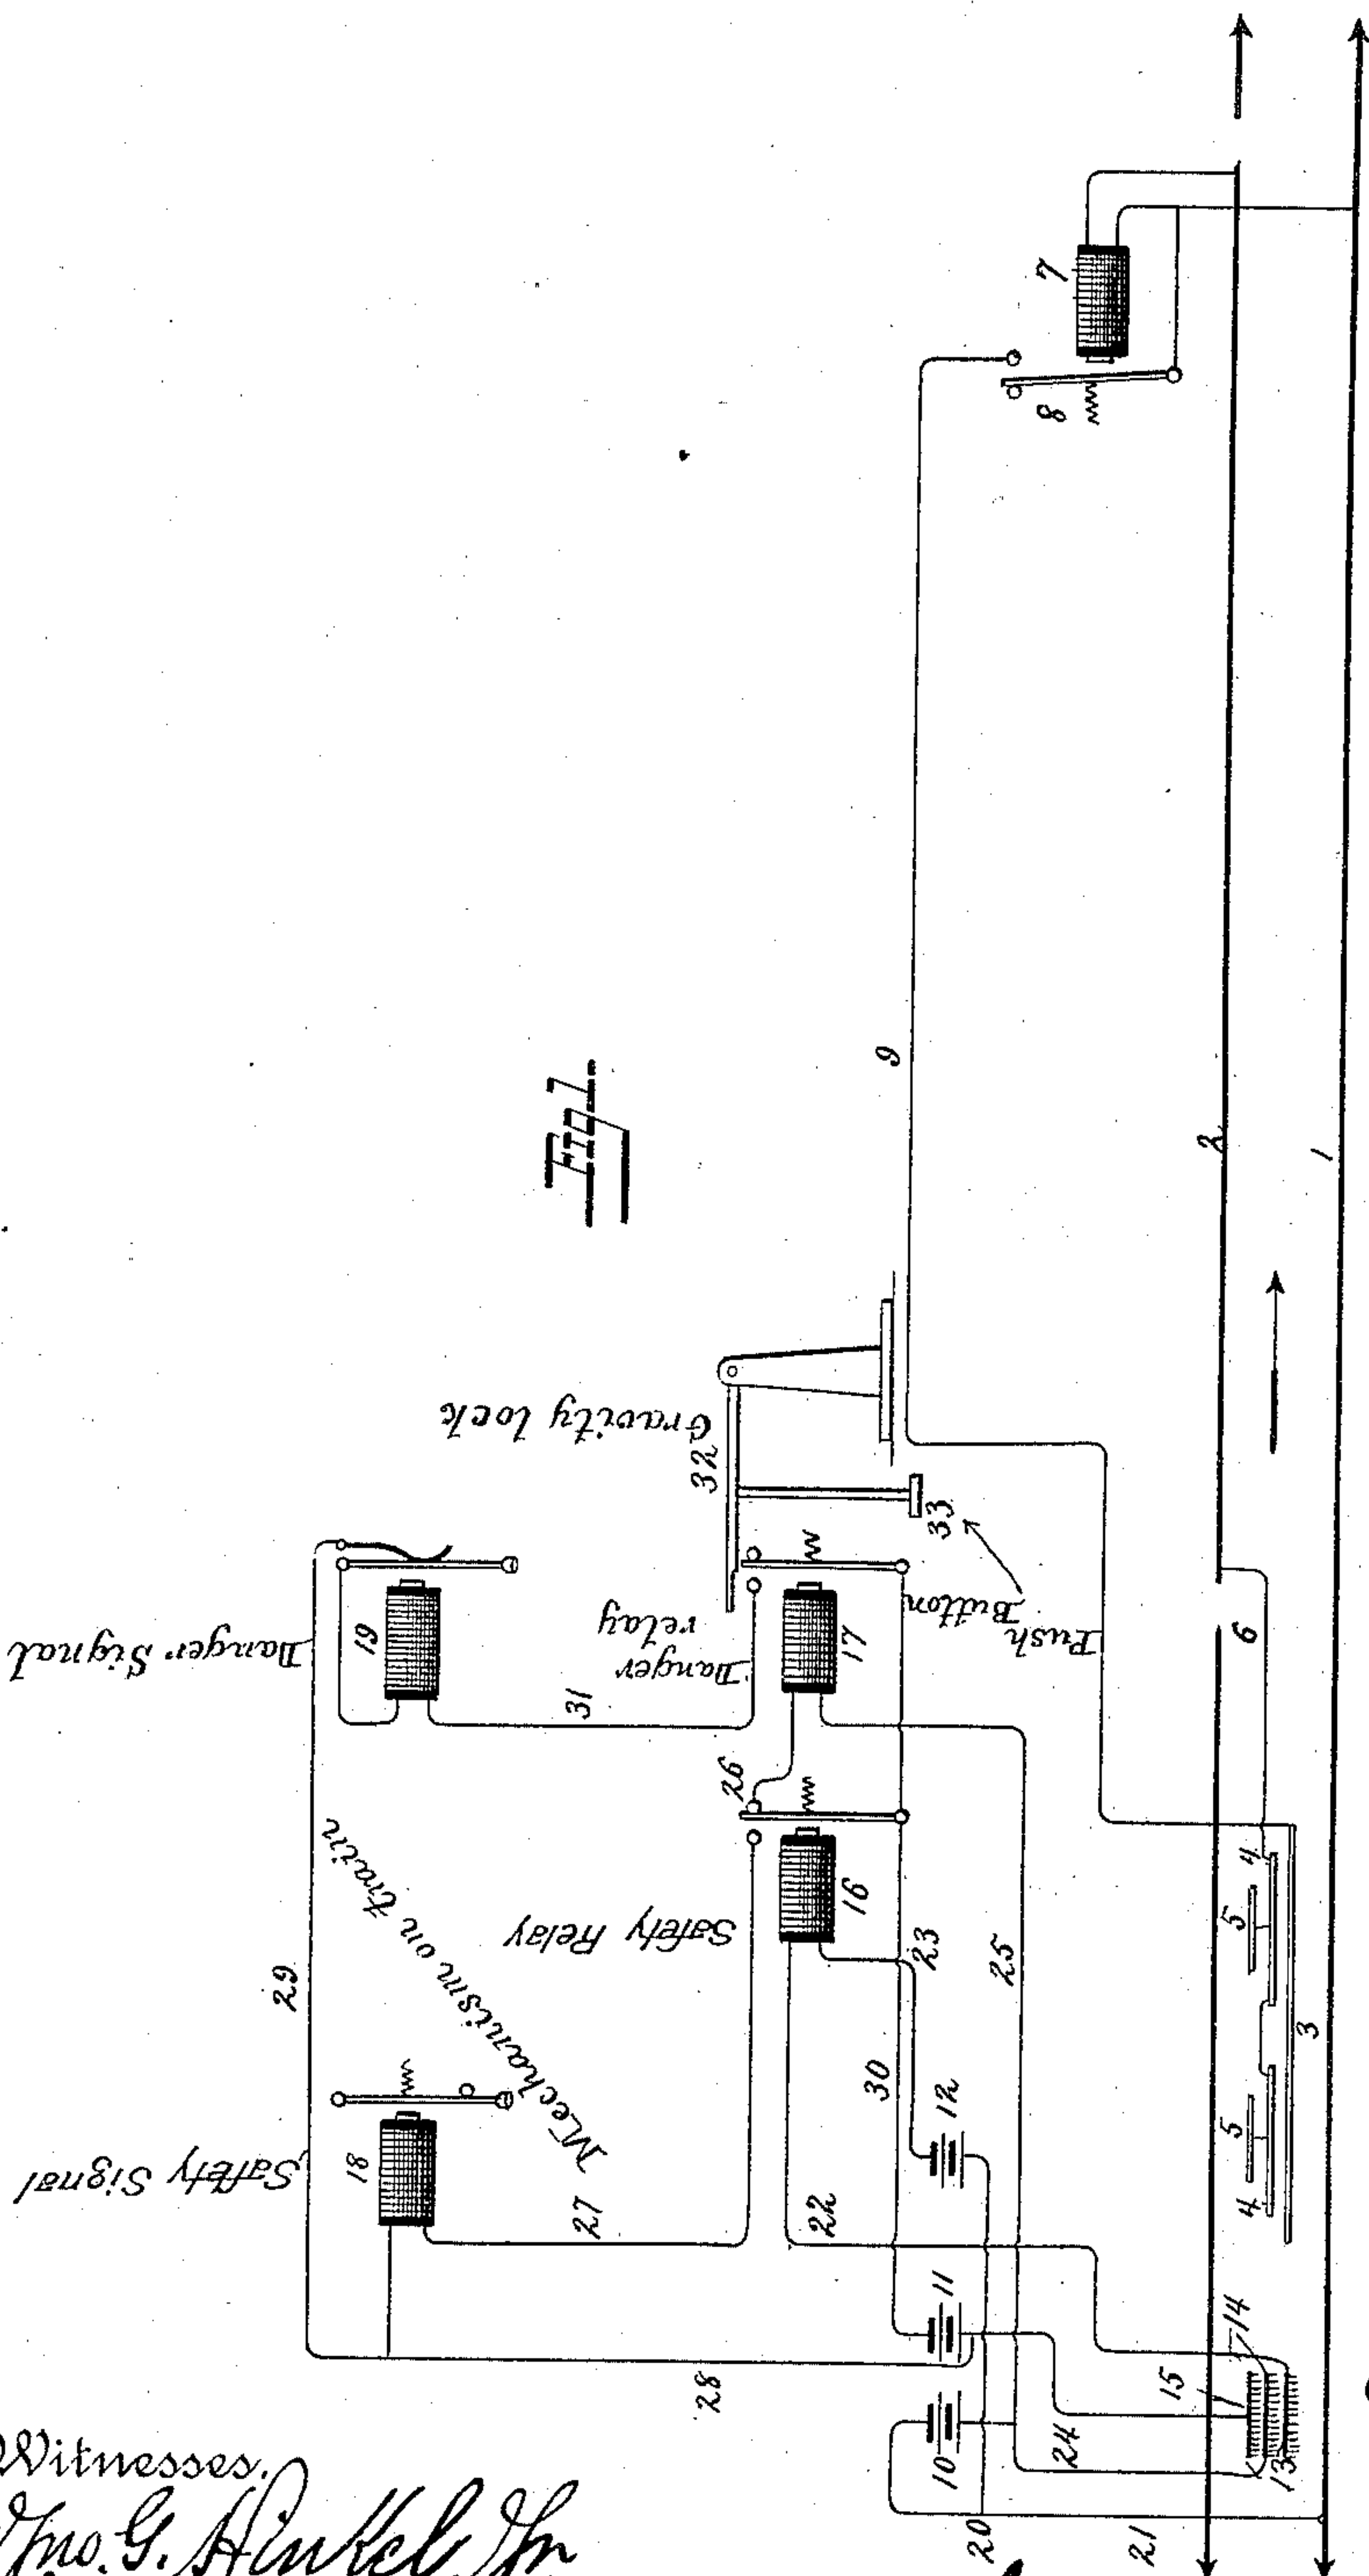 Fig 1.
Danger Signal
19
Safety Signal
18
29
Mechanism on train
31
27
Danger
relay
17
26
Safety Relay
16
Gravity lock
32
Push
Button
33
9
7
8
30
23
25
22
12
11
10
28
24
20
21
2
1
6
4
5
5
4
3
15
14
13
Witnesses.
Jno. G. Hinkel Jr